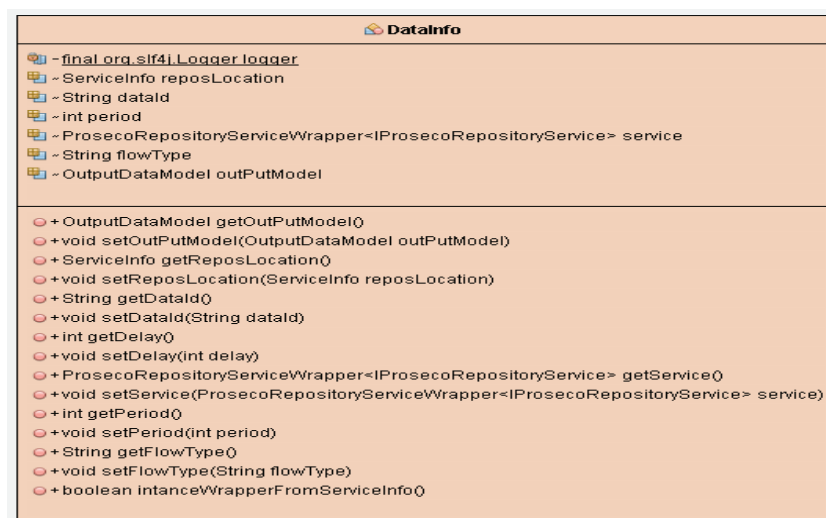 DataInfo
-final org.slf4j.Logger logger
~ServiceInfo reposLocation
~String dataId
~int period
~ProsecoRepositoryServiceWrapper<IProsecoRepositoryService> service
~String flowType
~OutputDataModel outPutModel
+OutputDataModel getOutPutModel()
+void setOutPutModel(OutputDataModel outPutModel)
+ServiceInfo getReposLocation()
+void setReposLocation(ServiceInfo reposLocation)
+String getDataId()
+void setDataId(String dataId)
+int getDelay()
+void setDelay(int delay)
+ProsecoRepositoryServiceWrapper<IProsecoRepositoryService> getService()
+void setService(ProsecoRepositoryServiceWrapper<IProsecoRepositoryService> service)
+int getPeriod()
+void setPeriod(int period)
+String getFlowType()
+void setFlowType(String flowType)
+boolean intanceWrapperFromServiceInfo()